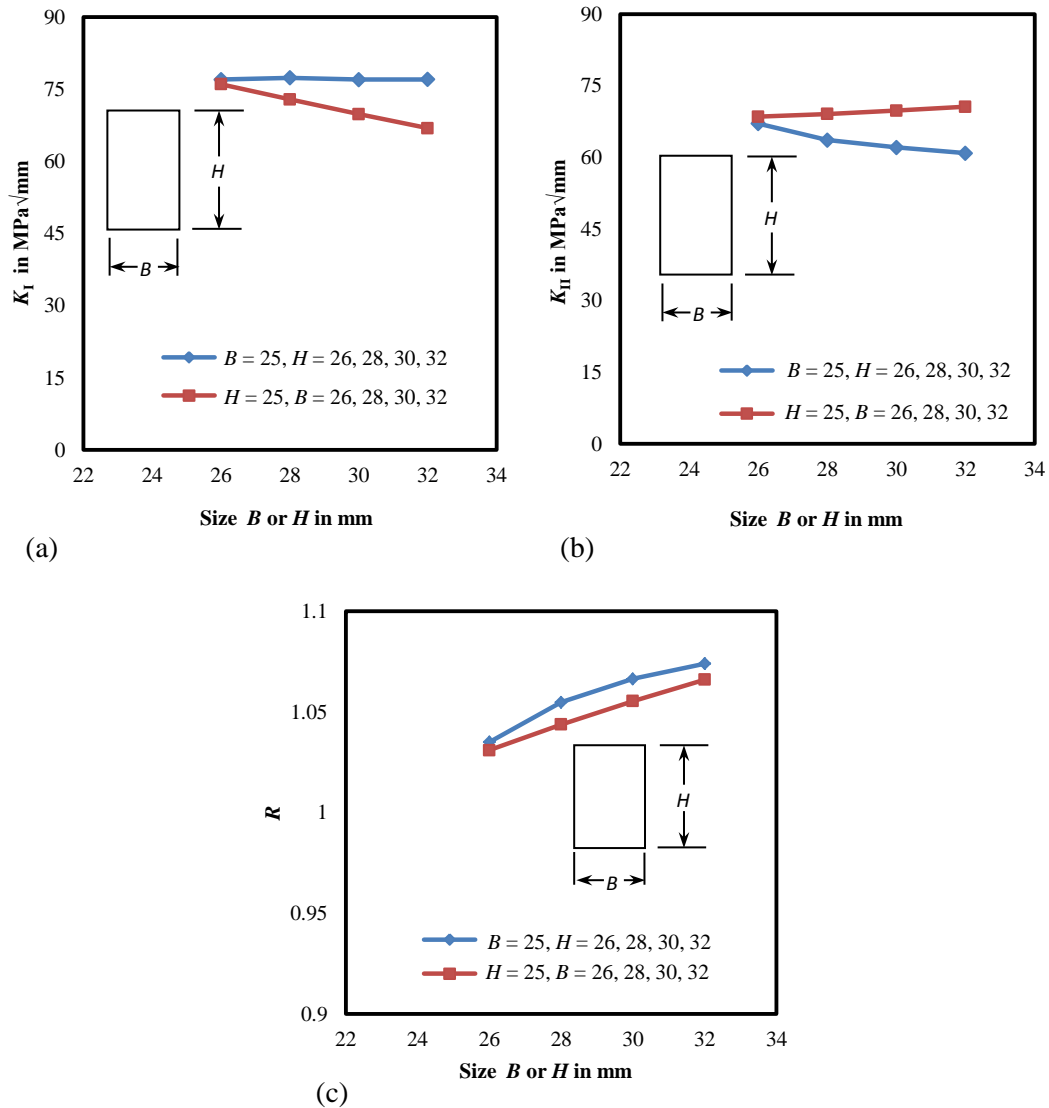 90
75
60
45
30
15
0
K_I in MPa√mm
H
B
B = 25, H = 26, 28, 30, 32
H = 25, B = 26, 28, 30, 32
22 24 26 28 30 32 34
Size B or H in mm
(a)
90
75
60
45
30
15
0
K_II in MPa√mm
H
B
B = 25, H = 26, 28, 30, 32
H = 25, B = 26, 28, 30, 32
22 24 26 28 30 32 34
Size B or H in mm
(b)
1.1
1.05
1
0.95
0.9
R
H
B
B = 25, H = 26, 28, 30, 32
H = 25, B = 26, 28, 30, 32
22 24 26 28 30 32 34
Size B or H in mm
(c)